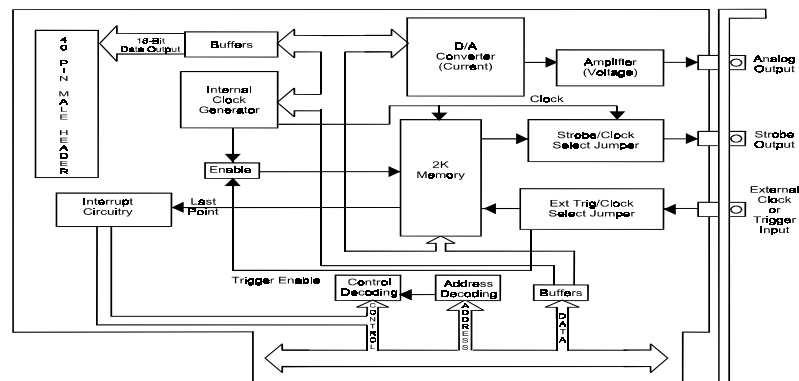 40 PIN MALE HEADER
16-Bit
Data Output
Buffers
D/A
Converter
(Current)
Amplifier
(Voltage)
Analog
Output
Internal
Clock
Generator
Clock
2K
Memory
Strobe/Clock
Select Jumper
Strobe
Output
Enable
Interrupt
Circuitry
Last
Point
Ext Trig/Clock
Select Jumper
External
Clock
or
Trigger
Input
Trigger Enable
Control
Decoding
Address
Decoding
Buffers
CONTROL
ADDRESS
DATA